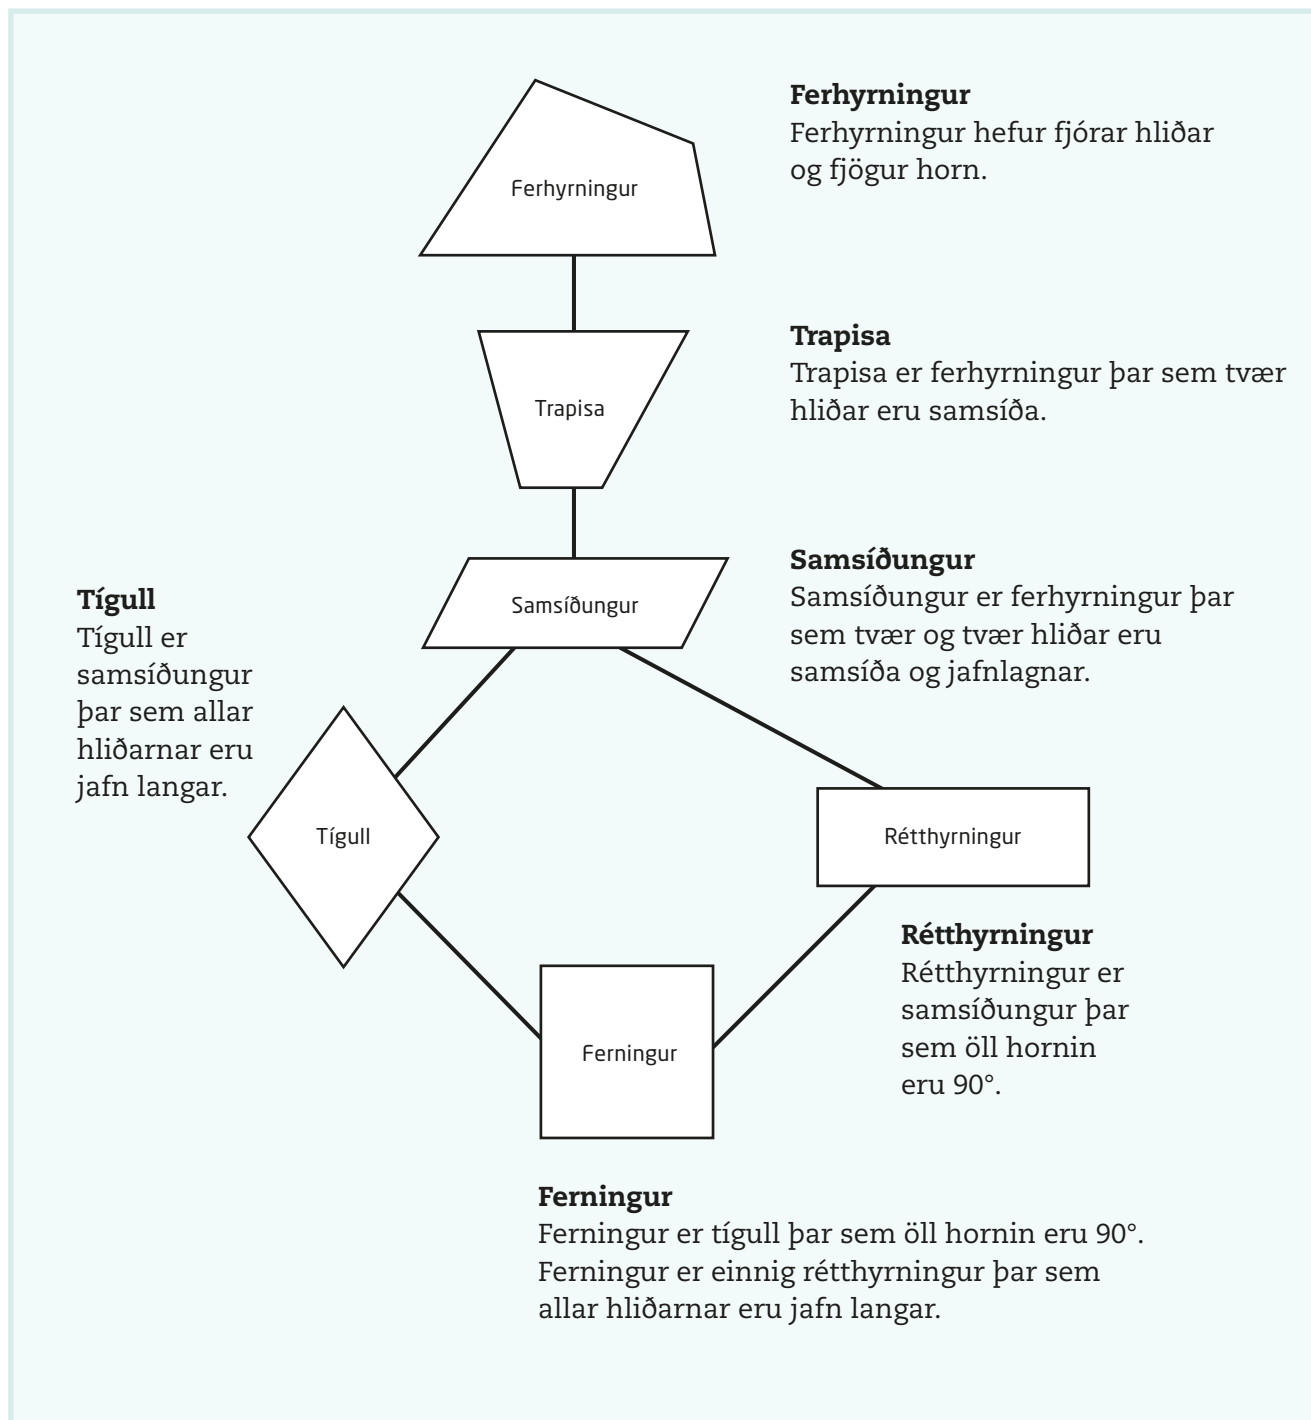 Ferhyrningur
Ferhyrningur
Ferhyrningur hefur fjórar hliðar
og fjögur horn.
Trapisa
Trapisa
Trapisa er ferhyrningur þar sem tvær
hliðar eru samsíða.
Samsíðungur
Samsíðungur
Samsíðungur er ferhyrningur þar
sem tvær og tvær hliðar eru
samsíða og jafnlagnar.
Tígull
Tígull er
samsíðungur
þar sem allar
hliðarnar eru
jafn langar.
Tígull
Rétthyrningur
Rétthyrningur
Rétthyrningur er
samsíðungur þar
sem öll hornin
eru 90°.
Ferningur
Ferningur
Ferningur er tígull þar sem öll hornin eru 90°.
Ferningur er einnig rétthyrningur þar sem
allar hliðarnar eru jafn langar.